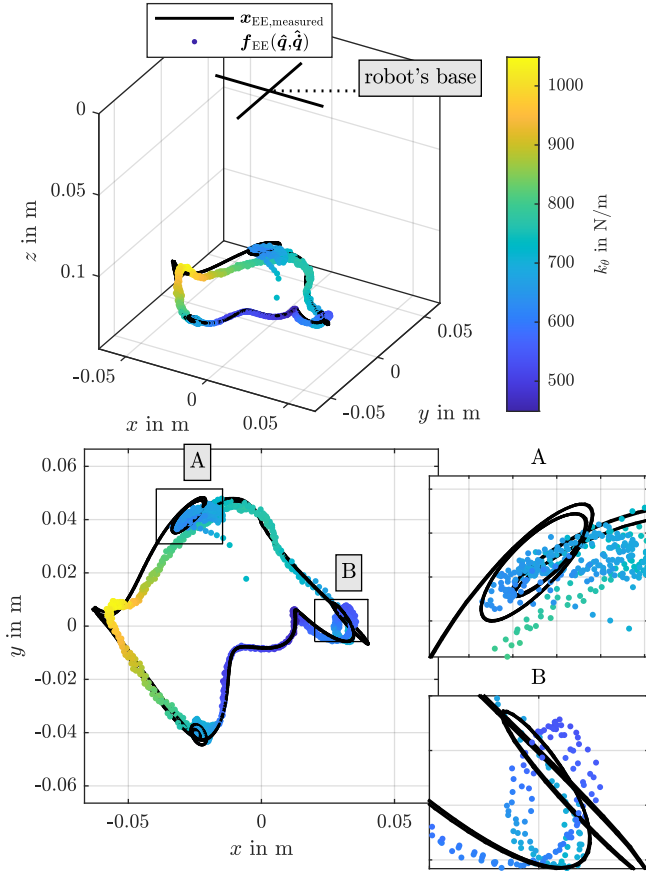 x_EE,measured
f_EE(q̂,q̂̇)
robot's base
0
0.05
0.1
z in m
-0.05
0
0.05
x in m
-0.05
0
0.05
y in m
1000
900
800
700
600
500
k_θ in N/m
A
B
0.06
0.04
0.02
0
-0.02
-0.04
-0.06
y in m
-0.05
0
0.05
x in m
A
B